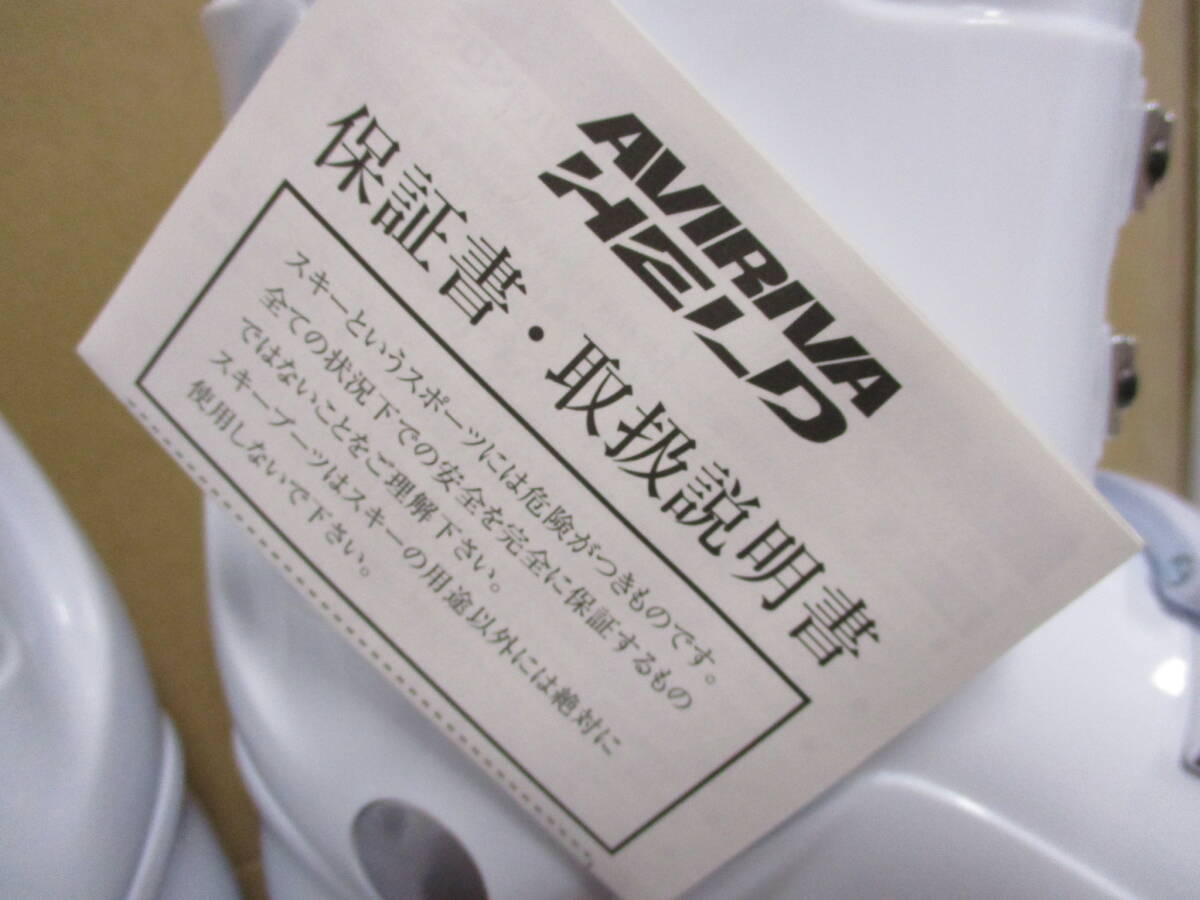 AVIRIVA
HELD
保証書・取扱説明書
スキーというスポーツには危険がつきものです。
全ての状況下での安全を完全に保証するもの
ではないことをご理解下さい。
スキーブーツはスキーの用途以外には絶対に
使用しないで下さい。